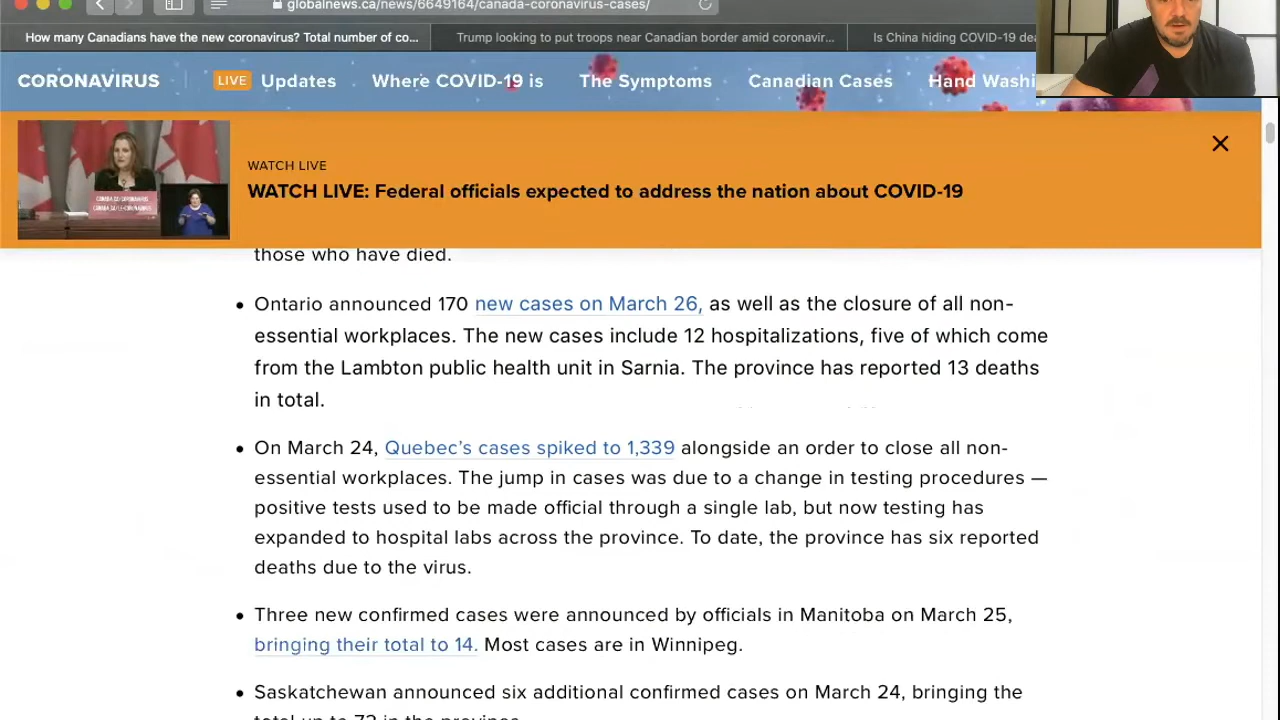 globalnews.ca/news/6649164/canada-coronavirus-cases/
How many Canadians have the new coronavirus? Total number of co...
Trump looking to put troops near Canadian border amid coronavir...
Is China hiding COVID-19 dea
CORONAVIRUS
LIVE Updates
Where COVID-19 is
The Symptoms
Canadian Cases
Hand Washi
WATCH LIVE
WATCH LIVE: Federal officials expected to address the nation about COVID-19
those who have died.
• Ontario announced 170 new cases on March 26, as well as the closure of all non-
essential workplaces. The new cases include 12 hospitalizations, five of which come
from the Lambton public health unit in Sarnia. The province has reported 13 deaths
in total.
• On March 24, Quebec’s cases spiked to 1,339 alongside an order to close all non-
essential workplaces. The jump in cases was due to a change in testing procedures —
positive tests used to be made official through a single lab, but now testing has
expanded to hospital labs across the province. To date, the province has six reported
deaths due to the virus.
• Three new confirmed cases were announced by officials in Manitoba on March 25,
bringing their total to 14. Most cases are in Winnipeg.
• Saskatchewan announced six additional confirmed cases on March 24, bringing the
total up to 72 in the province.